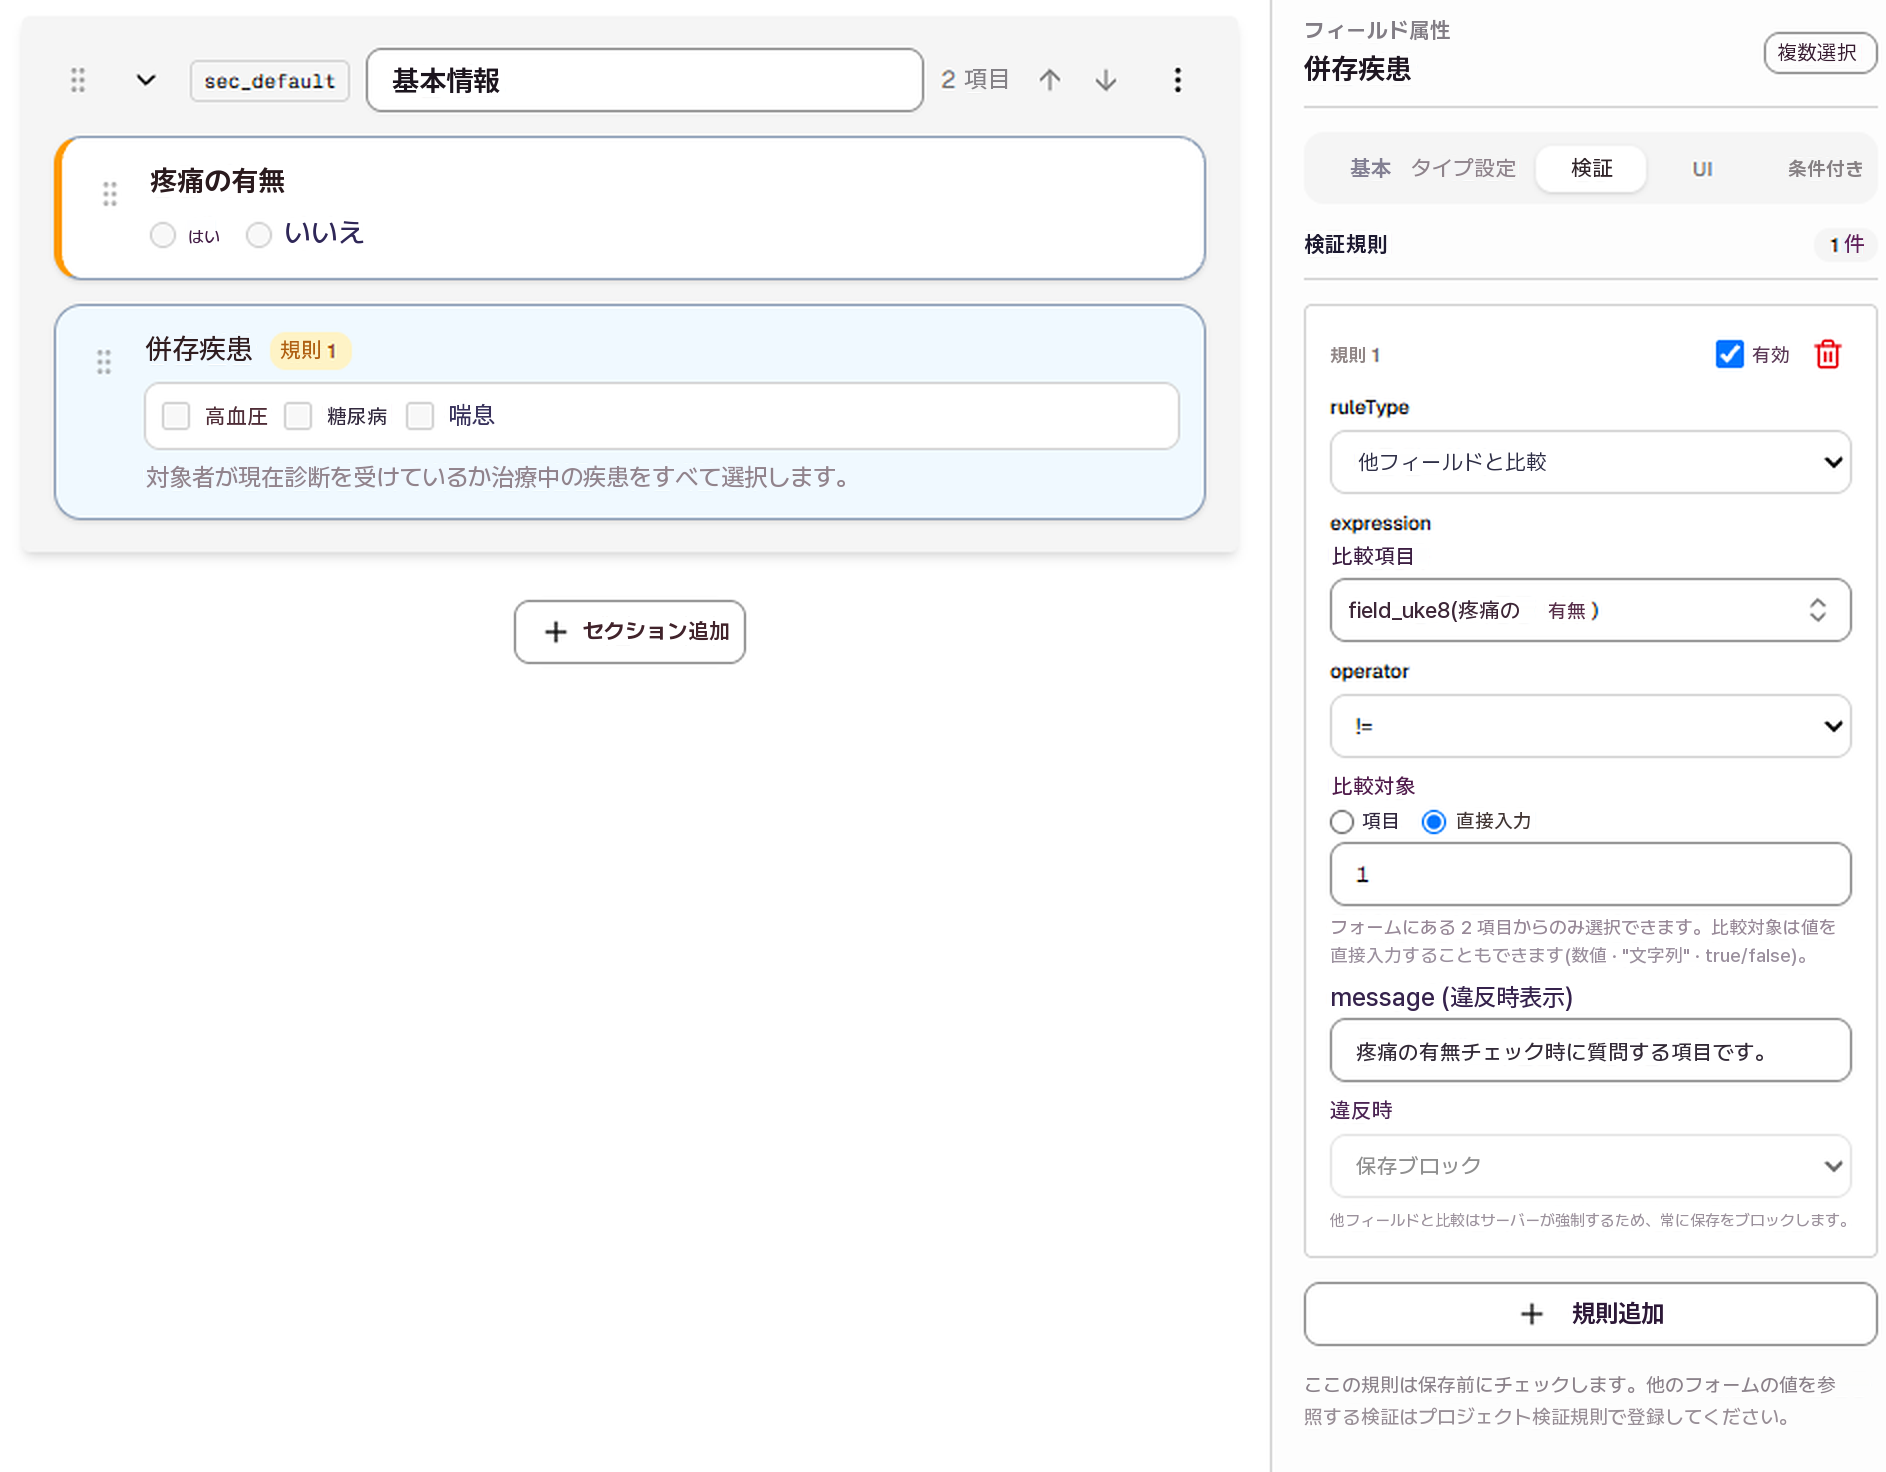 sec_default
基本情報
2 項目
疼痛の有無
はい
いいえ
併存疾患
規則 1
高血圧
糖尿病
喘息
対象者が現在診断を受けているか治療中の疾患をすべて選択します。
セクション追加
フィールド属性
併存疾患
複数選択
基本
タイプ設定
検証
UI
条件付き
検証規則
1 件
規則 1
有効
ruleType
他フィールドと比較
expression
比較項目
field_uke8(疼痛の 有無 )
operator
!=
比較対象
項目
直接入力
1
フォームにある 2 項目からのみ選択できます。比較対象は値を
直接入力することもできます(数値 · "文字列" · true/false)。
message (違反時表示)
疼痛の有無チェック時に質問する項目です。
違反時
保存ブロック
他フィールドと比較はサーバーが強制するため、常に保存をブロックします。
規則追加
ここの規則は保存前にチェックします。他のフォームの値を参
照する検証はプロジェクト検証規則で登録してください。